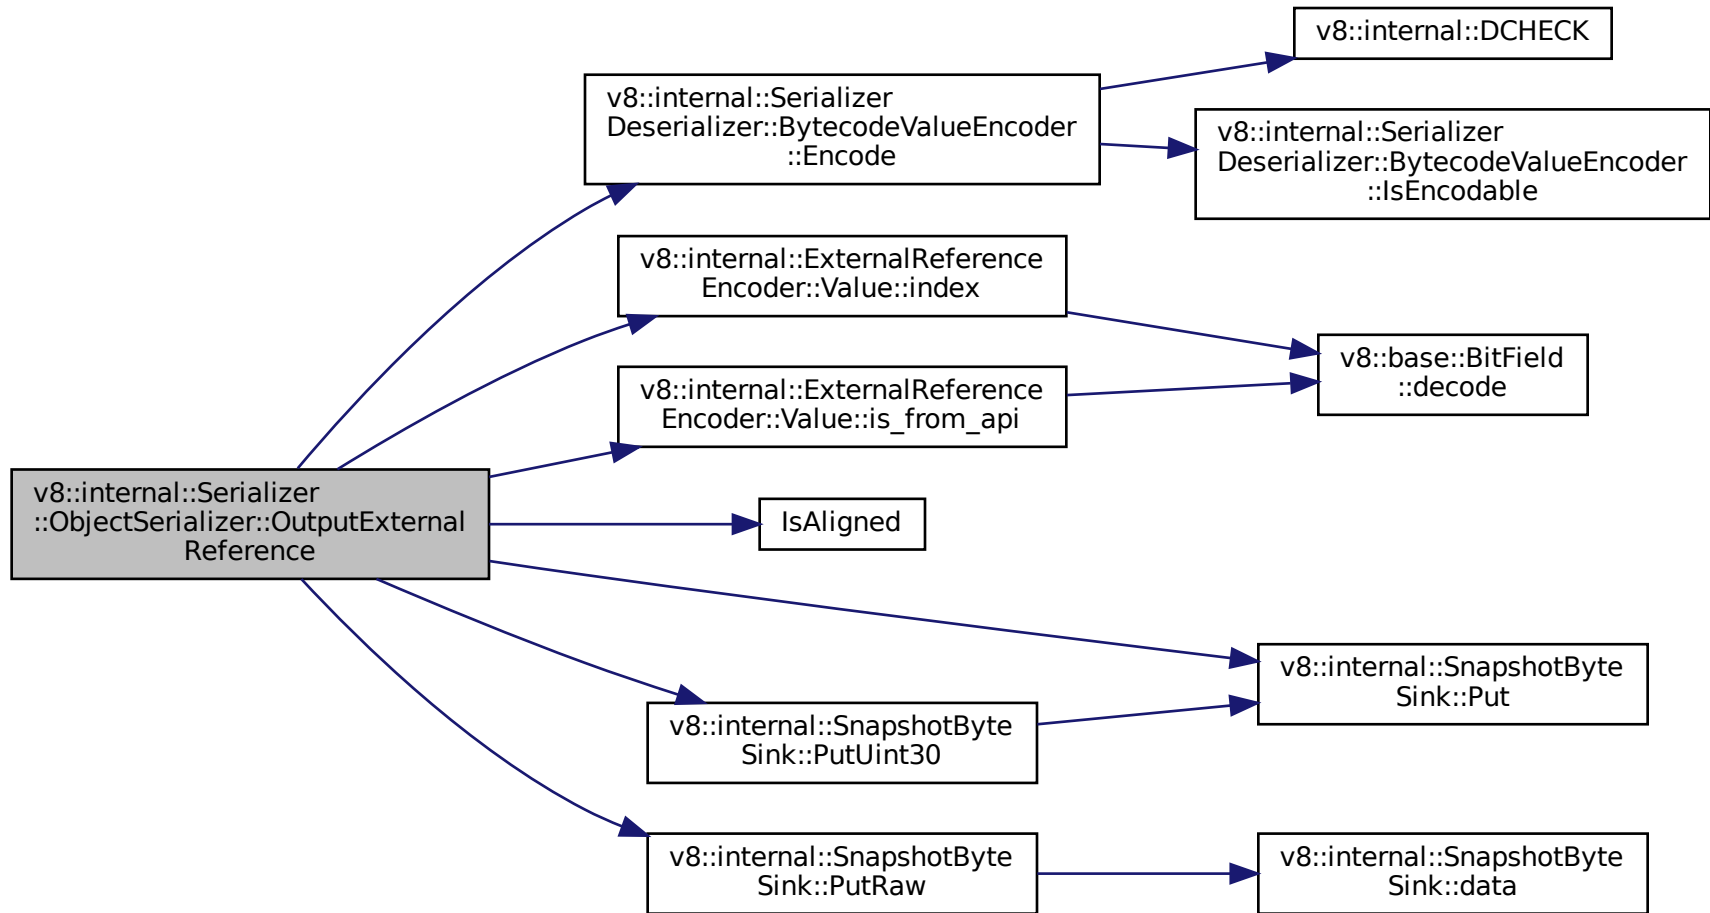 v8::internal::DCHECK
v8::internal::Serializer
Deserializer::BytecodeValueEncoder
::Encode
v8::internal::Serializer
Deserializer::BytecodeValueEncoder
::IsEncodable
v8::internal::ExternalReference
Encoder::Value::index
v8::base::BitField
::decode
v8::internal::ExternalReference
Encoder::Value::is_from_api
v8::internal::Serializer
::ObjectSerializer::OutputExternal
Reference
IsAligned
v8::internal::SnapshotByte
Sink::Put
v8::internal::SnapshotByte
Sink::PutUint30
v8::internal::SnapshotByte
Sink::PutRaw
v8::internal::SnapshotByte
Sink::data